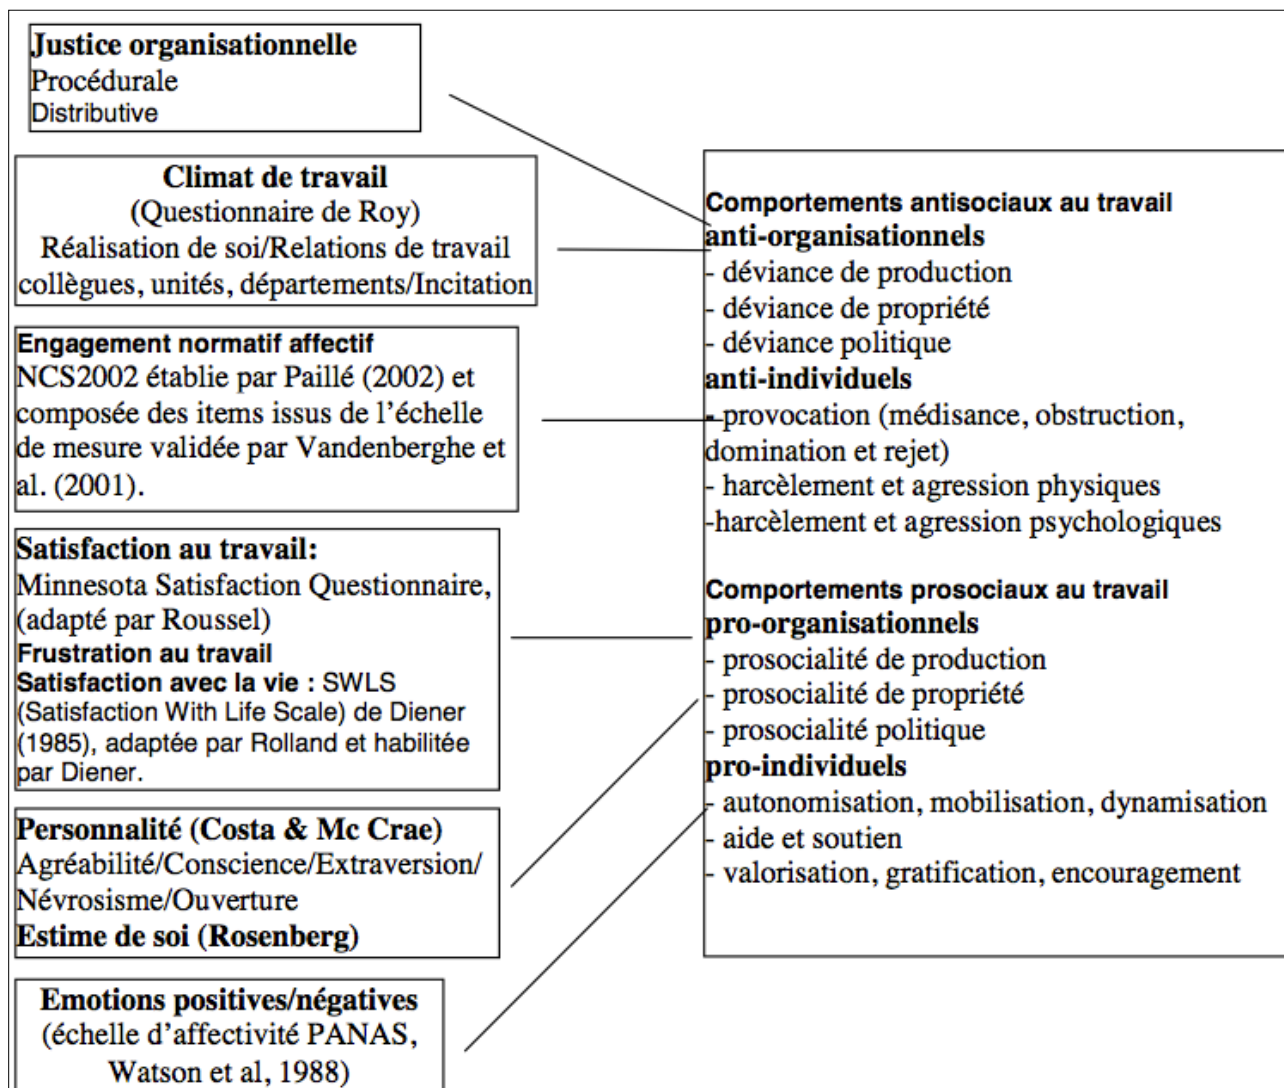 Justice organisationnelle
Procédurale
Distributive
Climat de travail
(Questionnaire de Roy)
Réalisation de soi/Relations de travail
collègues, unités, départements/Incitation
Engagement normatif affectif
NCS2002 établie par Paillé (2002) et
composée des items issus de l'échelle
de mesure validée par Vandenberghe et
al. (2001).
Satisfaction au travail:
Minnesota Satisfaction Questionnaire,
(adapté par Roussel)
Frustration au travail
Satisfaction avec la vie : SWLS
(Satisfaction With Life Scale) de Diener
(1985), adaptée par Rolland et habilitée
par Diener.
Personnalité (Costa & Mc Crae)
Agréabilité/Conscience/Extraversion/
Névrosisme/Ouverture
Estime de soi (Rosenberg)
Emotions positives/négatives
(échelle d'affectivité PANAS,
Watson et al, 1988)
Comportements antisociaux au travail
anti-organisationnels
- déviance de production
- déviance de propriété
- déviance politique
anti-individuels
- provocation (médisance, obstruction,
domination et rejet)
- harcèlement et agression physiques
-harcèlement et agression psychologiques
Comportements prosociaux au travail
pro-organisationnels
- prosocialité de production
- prosocialité de propriété
- prosocialité politique
pro-individuels
- autonomisation, mobilisation, dynamisation
- aide et soutien
- valorisation, gratification, encouragement